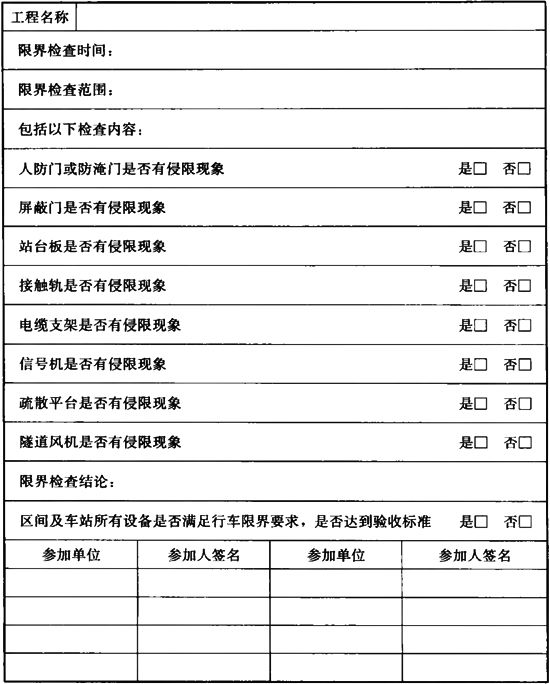 工程名称
限界检查时间：
限界检查范围：
包括以下检查内容：
人防门或防淹门是否有侵限现象 是□ 否□
屏蔽门是否有侵限现象 是□ 否□
站台板是否有侵限现象 是□ 否□
接触轨是否有侵限现象 是□ 否□
电缆支架是否有侵限现象 是□ 否□
信号机是否有侵限现象 是□ 否□
疏散平台是否有侵限现象 是□ 否□
隧道风机是否有侵限现象 是□ 否□
限界检查结论：
区间及车站所有设备是否满足行车限界要求，是否达到验收标准 是□ 否□
参加单位 参加人签名 参加单位 参加人签名